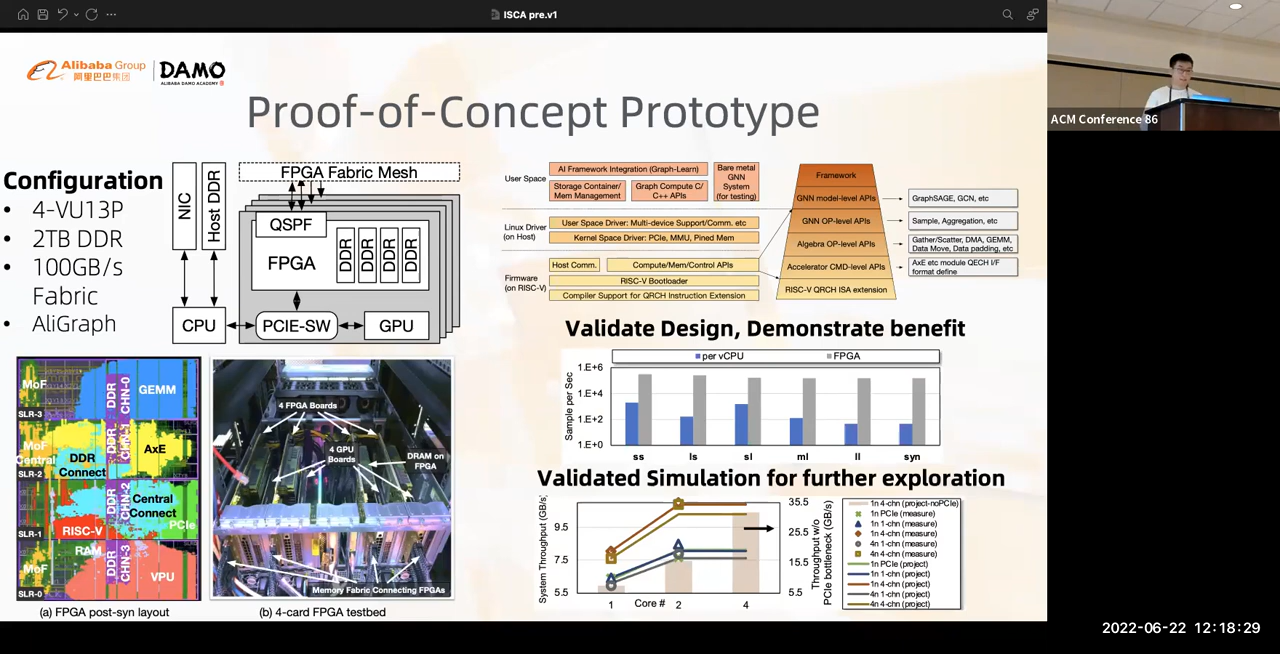 ISCA pre.v1
Alibaba Group
阿里巴巴集团
DAMO
ALIBABA DAMO ACADEMY
ACM Conference 86
Proof-of-Concept Prototype
Configuration
• 4-VU13P
• 2TB DDR
• 100GB/s
Fabric
• AliGraph
NIC
Host DDR
FPGA Fabric Mesh
QSPF
FPGA
DDR
DDR
DDR
DDR
CPU
PCIE-SW
GPU
User Space
AI Framework Integration (Graph-Learn)
Storage Container/
Mem Management
Graph Compute C/
C++ APIs
Bare metal
GNN
System
(for testing)
Linux Driver
(on Host)
User Space Driver: Multi-device Support/Comm. etc
Kernel Space Driver: PCIe, MMU, Pined Mem
Firmware
(on RISC-V)
Host Comm.
Compute/Mem/Control APIs
RISC-V Bootloader
Compiler Support for QRCH Instruction Extension
Framework
GNN model-level APIs
GNN OP-level APIs
Algebra OP-level APIs
Accelerator CMD-level APIs
RISC-V QRCH ISA extension
GraphSAGE, GCN, etc
Sample, Aggregation, etc
Gather/Scatter, DMA, GEMM,
Data Move, Data padding, etc
AxE etc module QECH I/F
format define
Validate Design, Demonstrate benefit
per vCPU
FPGA
Sample per Sec
1.E+6
1.E+4
1.E+2
1.E+0
ss
ls
sl
ml
ll
syn
Validated Simulation for further exploration
System Throughput (GB/s)
9.5
7.5
5.5
1
Core #
2
4
35.5
25.5
15.5
5.5
Throughput w/o
PCIe bottleneck (GB/s)
1n 4-chn (project-noPCIe)
1n PCIe (measure)
1n 1-chn (measure)
1n 4-chn (measure)
4n 1-chn (measure)
4n 4-chn (measure)
1n PCIe (project)
1n 1-chn (project)
1n 4-chn (project)
4n 1-chn (project)
4n 4-chn (project)
MoF
DDR
CHN-0
GEMM
SLR-3
MoF
Central
DDR
CHN-1
AxE
DDR
Connect
SLR-2
DDR
CHN-2
Central
Connect
RISC-V
PCIe
SLR-1
RAM
MoF
DDR
CHN-3
VPU
SLR-0
(a) FPGA post-syn layout
4 FPGA Boards
4 GPU
Boards
DRAM on
FPGA
Memory Fabric Connecting FPGAs
(b) 4-card FPGA testbed
2022-06-22 12:18:29